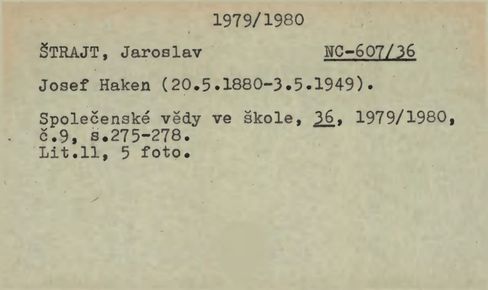 1979/1980
ŠTRAJT, Jaroslav NC-607/36
Josef Haken (20.5.1880-3.5.1949).
Společenské vědy ve škole, 36, 1979/1980,
č.9, s.275-278.
Lit.11, 5 foto.